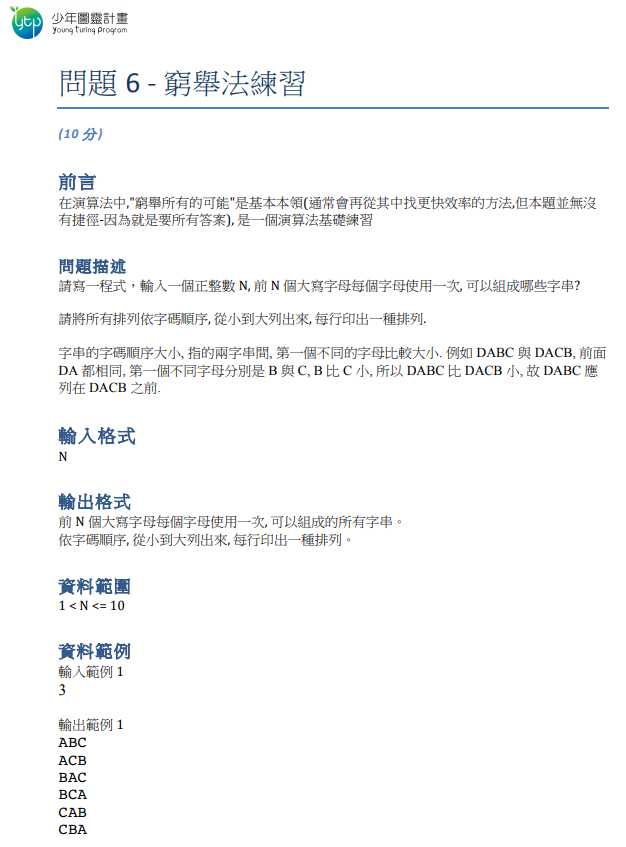 ytp 少年圖靈計畫
young turing program
問題 6 - 窮舉法練習
(10 分)
前言
在演算法中,"窮舉所有的可能"是基本本領(通常會再從其中找更快效率的方法,但本題並無沒
有捷徑-因為就是要所有答案), 是一個演算法基礎練習
問題描述
請寫一程式，輸入一個正整數 N, 前 N 個大寫字母每個字母使用一次, 可以組成哪些字串?
請將所有排列依字碼順序, 從小到大列出來, 每行印出一種排列.
字串的字碼順序大小, 指的兩字串間, 第一個不同的字母比較大小. 例如 DABC 與 DACB, 前面
DA 都相同, 第一個不同字母分別是 B 與 C, B 比 C 小, 所以 DABC 比 DACB 小, 故 DABC 應
列在 DACB 之前.
輸入格式
N
輸出格式
前 N 個大寫字母每個字母使用一次, 可以組成的所有字串。
依字碼順序, 從小到大列出來, 每行印出一種排列。
資料範圍
1 < N <= 10
資料範例
輸入範例 1
3
輸出範例 1
ABC
ACB
BAC
BCA
CAB
CBA